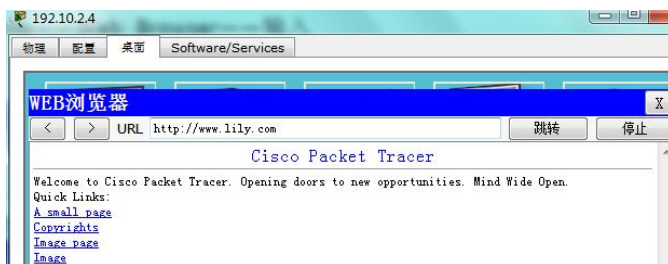 192.10.2.4
物理 配置 桌面 Software/Services
WEB浏览器 X
< > URL http://www.lily.com 跳转 停止
Cisco Packet Tracer
Welcome to Cisco Packet Tracer. Opening doors to new opportunities. Mind Wide Open.
Quick Links:
A small page
Copyrights
Image page
Image